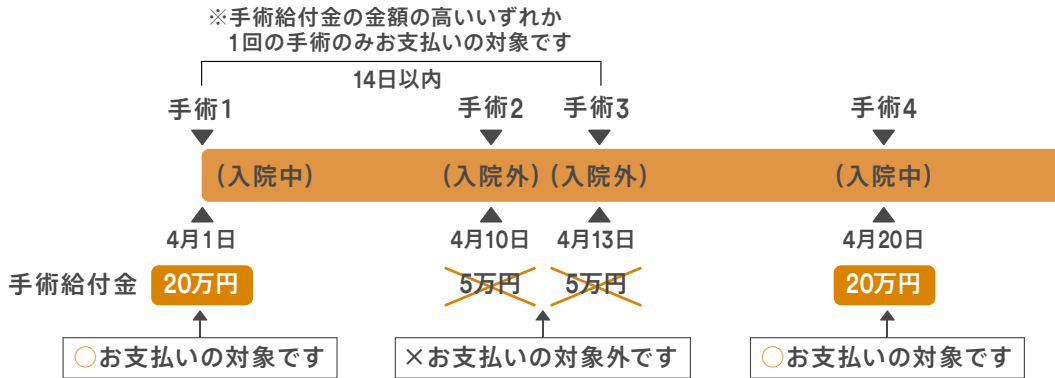 ※手術給付金の金額の高いいずれか
1回の手術のみお支払いの対象です
14日以内
手術1 手術2 手術3 手術4
(入院中) (入院外) (入院外) (入院中)
4月1日 4月10日 4月13日 4月20日
手術給付金 20万円 5万円 5万円 20万円
○お支払いの対象です ×お支払いの対象外です ○お支払いの対象です